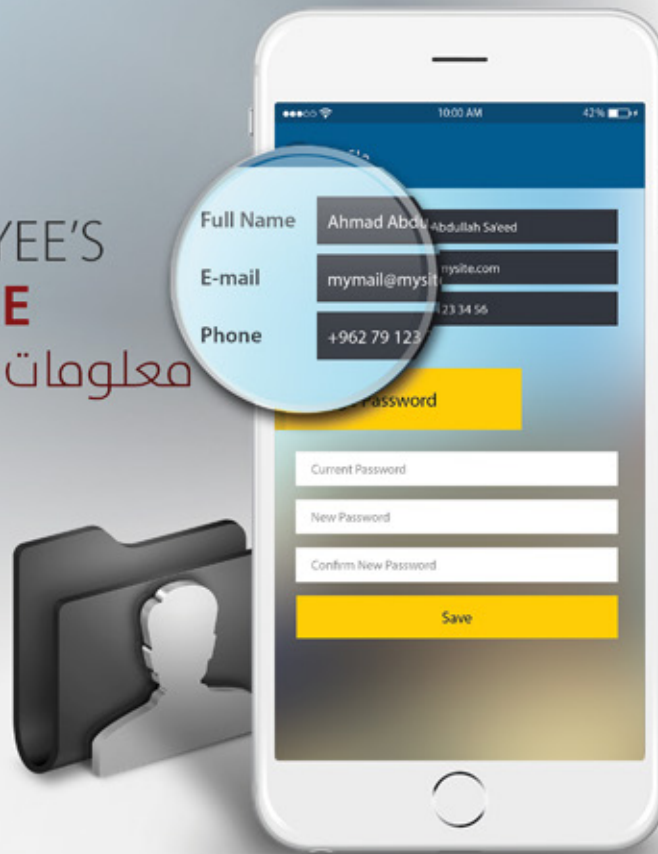 YEE'S
E
معلومات
10:00 AM
42%
Full Name
Ahmad Abdu
Abdullah Sa'eed
E-mail
mymail@mysit
mysite.com
Phone
+962 79 123
23 34 56
Password
Current Password
New Password
Confirm New Password
Save